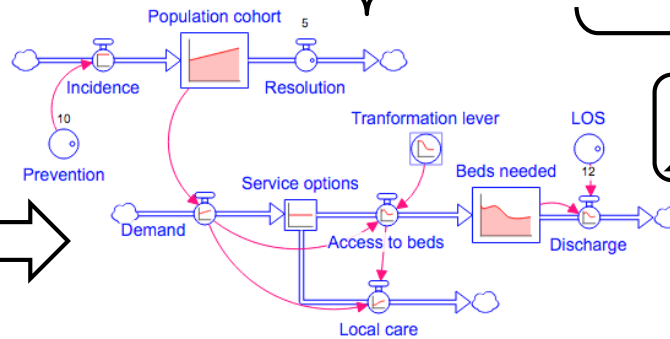 Population cohort
5
Incidence
Resolution
10
Prevention
Tranformation lever
LOS
12
Service options
Beds needed
Demand
Access to beds
Discharge
Local care